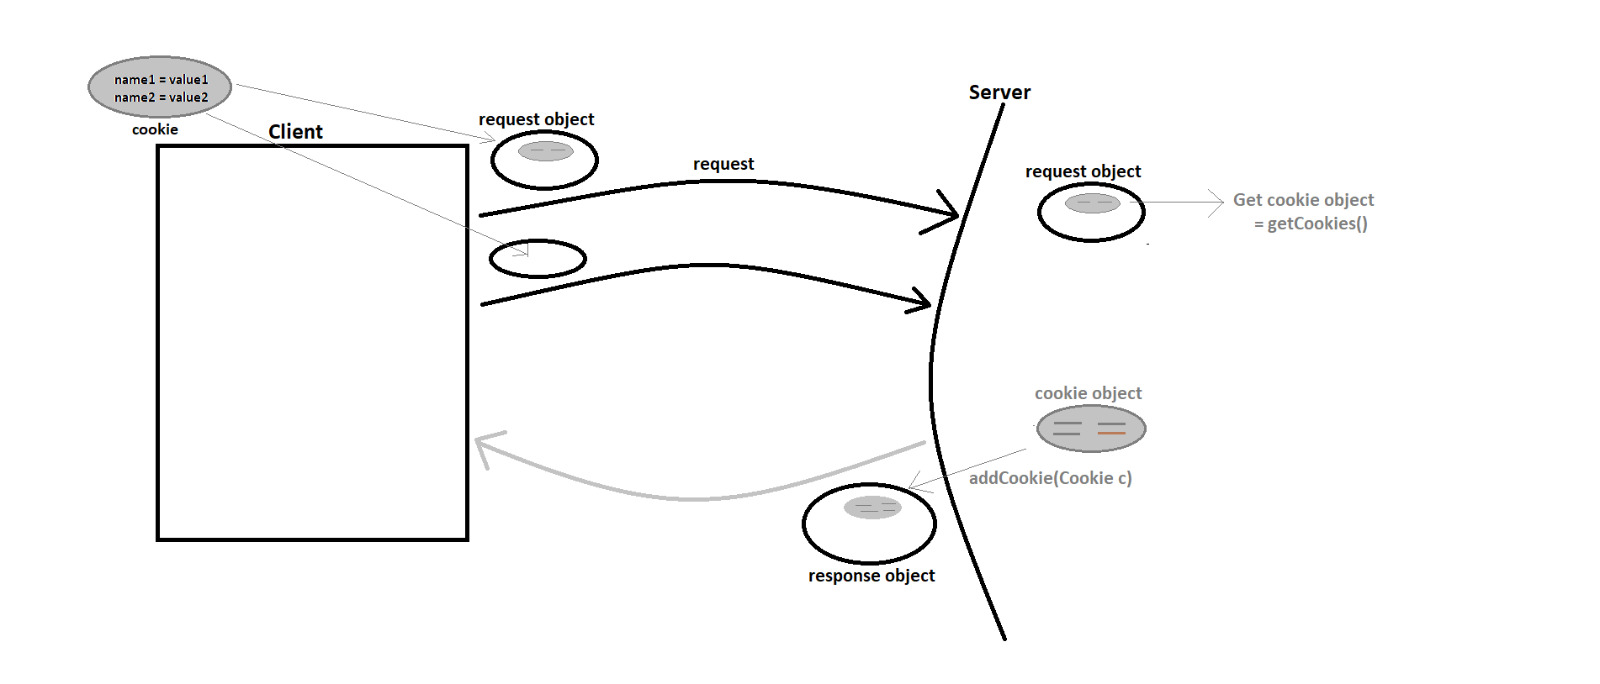 name1 = value1
name2 = value2
cookie
Client
request object
request
Server
request object
Get cookie object
= getCookies()
cookie object
addCookie(Cookie c)
response object